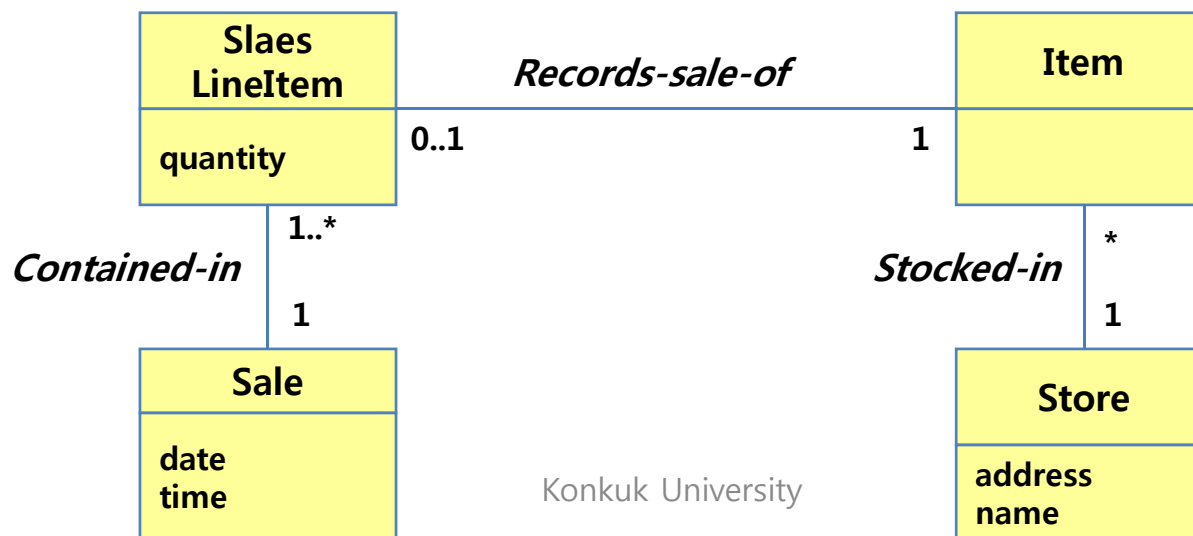 Slaes
LineItem
Records-sale-of
Item
quantity
0..1
1
1..*
*
Contained-in
Stocked-in
1
1
Sale
Store
date
time
Konkuk University
address
name